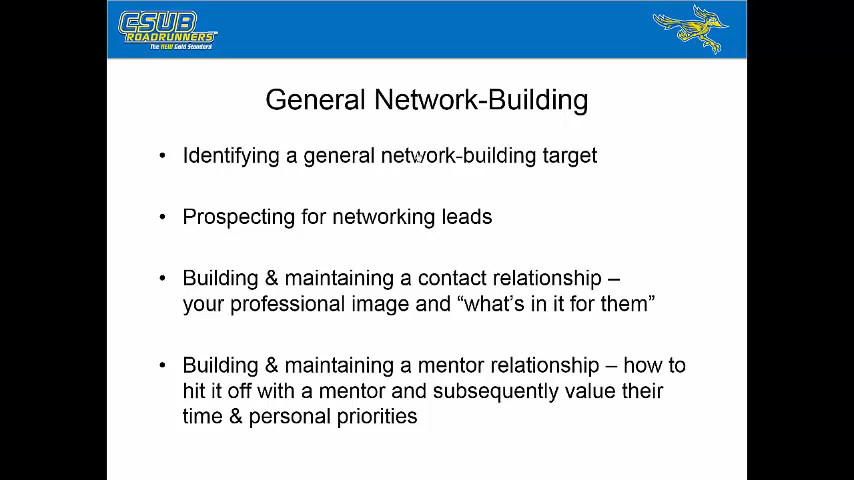 CSUB
ROADRUNNERS
The NEW Gold Standard
General Network-Building
• Identifying a general network-building target
• Prospecting for networking leads
• Building & maintaining a contact relationship –
your professional image and “what’s in it for them”
• Building & maintaining a mentor relationship – how to
hit it off with a mentor and subsequently value their
time & personal priorities